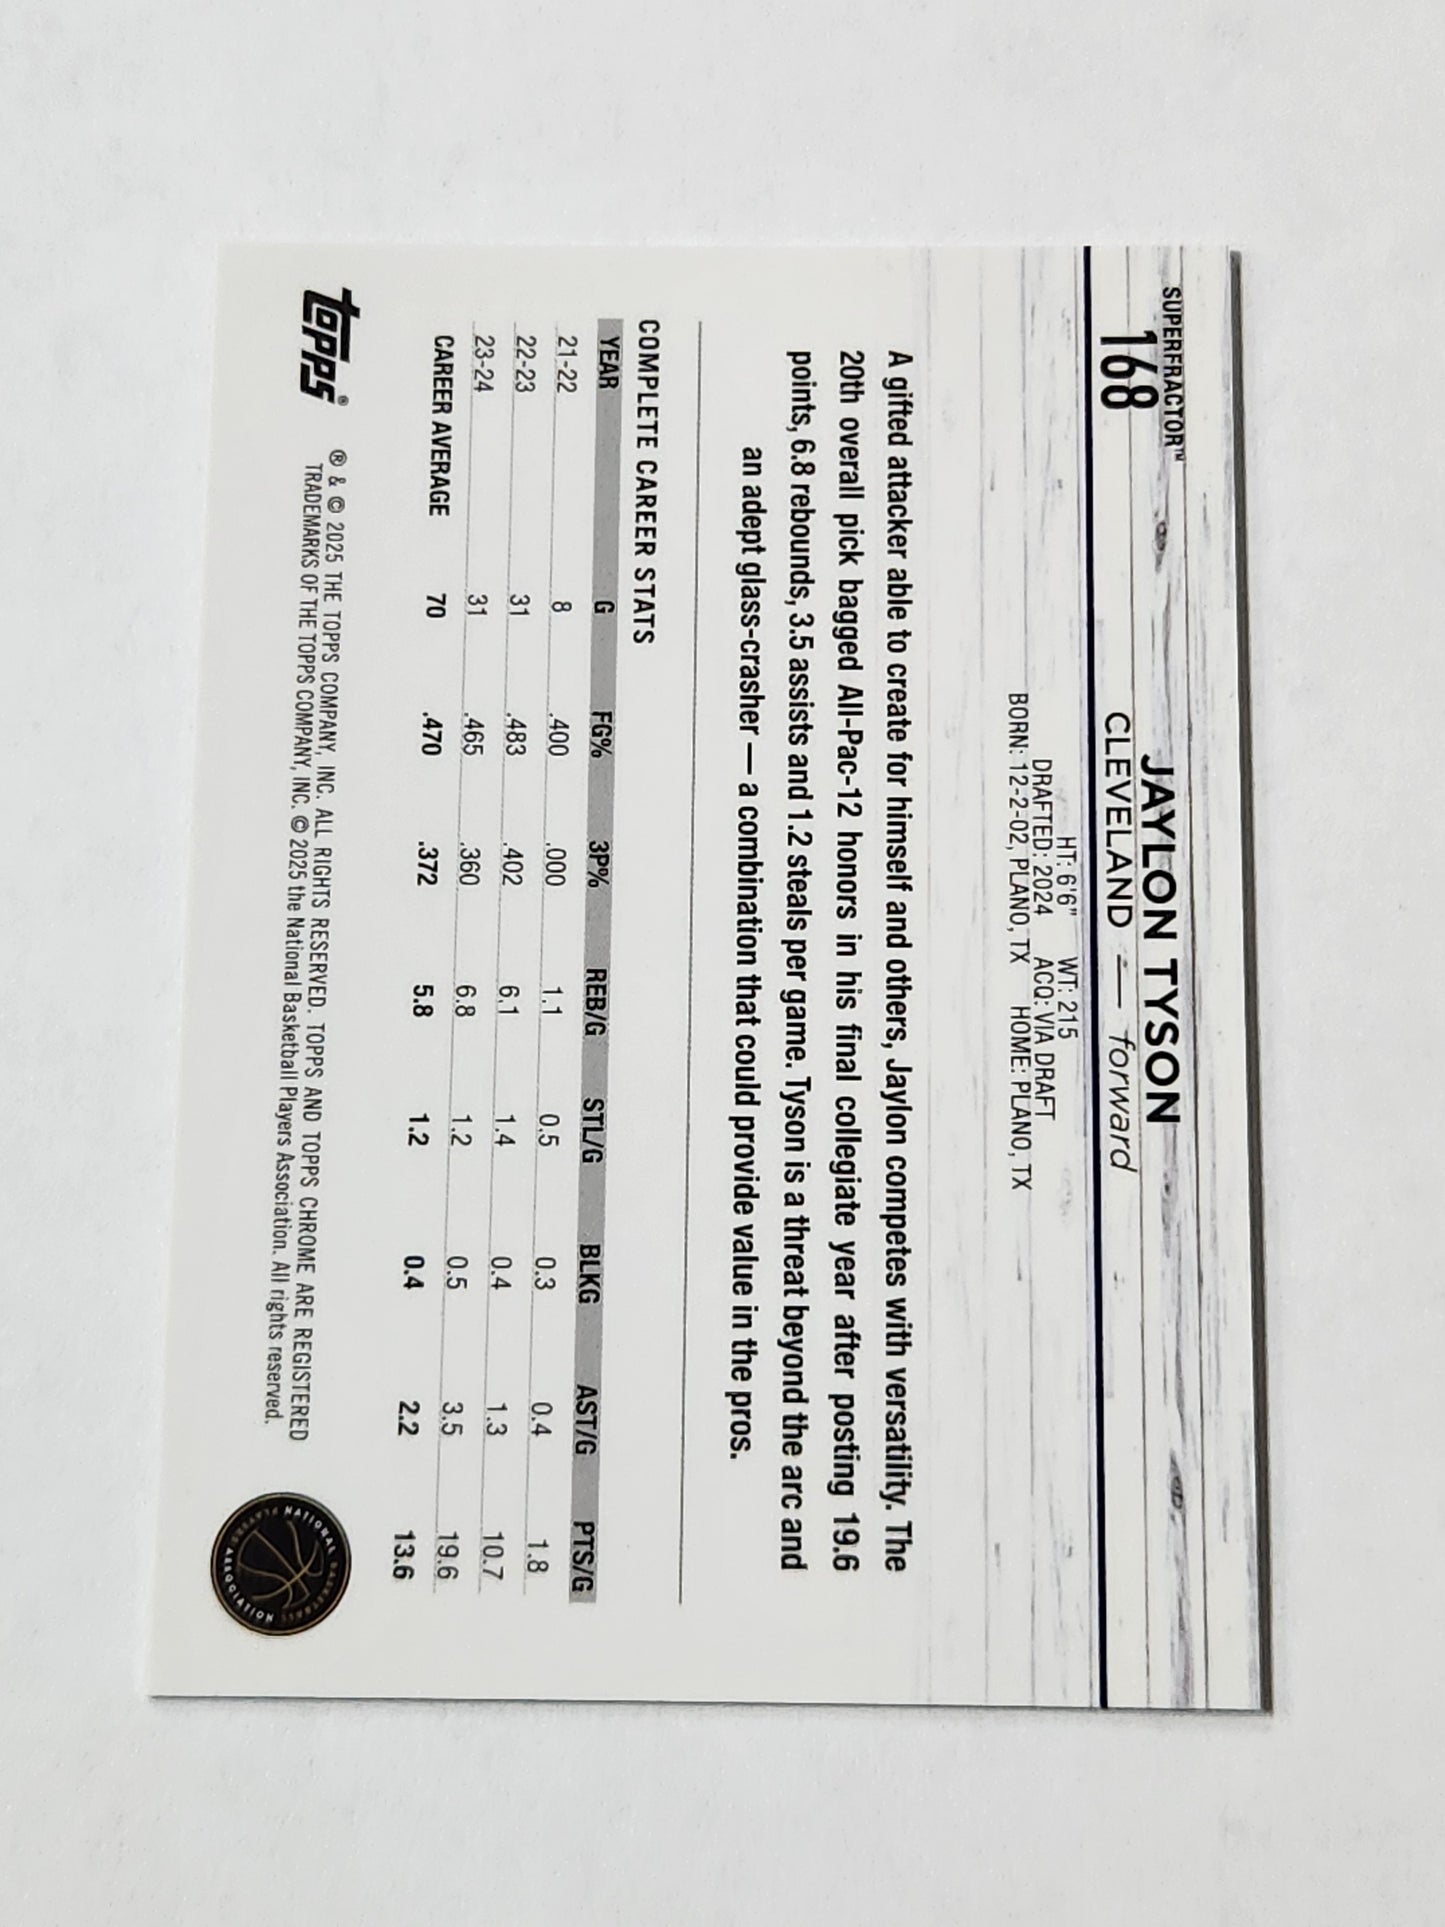 SUPERFRACTOR™
168
JAYLON TYSON
CLEVELAND — forward
HT: 6'6" WT: 215
DRAFTED: 2024 ACQ: VIA DRAFT
BORN: 12-2-02, PLANO, TX HOME: PLANO, TX
A gifted attacker able to create for himself and others, Jaylon competes with versatility. The
20th overall pick bagged All-Pac-12 honors in his final collegiate year after posting 19.6
points, 6.8 rebounds, 3.5 assists and 1.2 steals per game. Tyson is a threat beyond the arc and
an adept glass-crasher — a combination that could provide value in the pros.
COMPLETE CAREER STATS
YEAR G FG% 3P% REB/G STL/G BLKG AST/G PTS/G
21-22 8 .400 .000 1.1 0.5 0.3 0.4 1.8
22-23 31 .483 .402 6.1 1.4 0.4 1.3 10.7
23-24 31 .465 .360 6.8 1.2 0.5 3.5 19.6
CAREER AVERAGE 70 .470 .372 5.8 1.2 0.4 2.2 13.6
topps®
® & © 2025 THE TOPPS COMPANY, INC. ALL RIGHTS RESERVED. TOPPS AND TOPPS CHROME ARE REGISTERED
TRADEMARKS OF THE TOPPS COMPANY, INC. © 2025 the National Basketball Players Association. All rights reserved.
NATIONAL BASKETBALL
PLAYERS ASSOCIATION